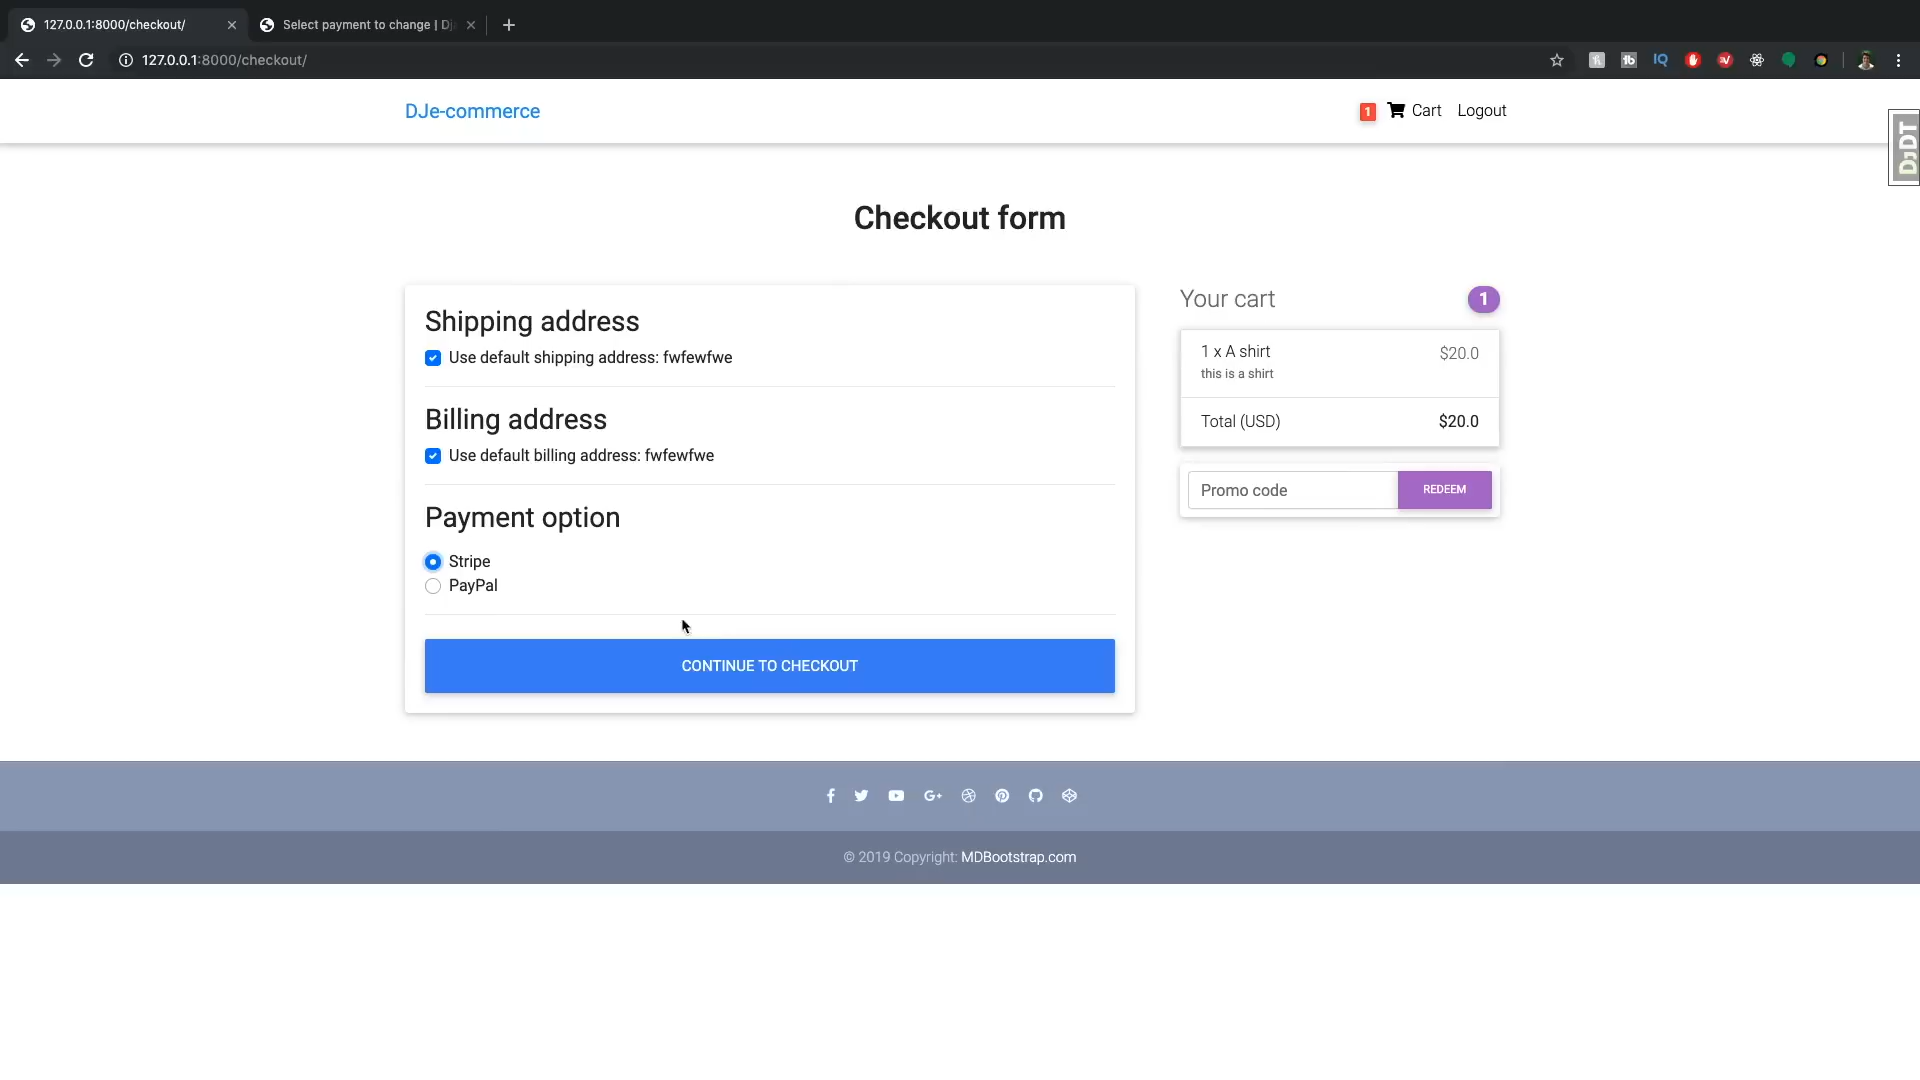 127.0.0.1:8000/checkout/
Select payment to change | Dj
127.0.0.1:8000/checkout/
DJe-commerce
1 Cart Logout
DjDT
Checkout form
Shipping address
Use default shipping address: fwfewfwe
Billing address
Use default billing address: fwfewfwe
Payment option
Stripe
PayPal
CONTINUE TO CHECKOUT
Your cart 1
1 x A shirt $20.0
this is a shirt
Total (USD) $20.0
Promo code REDEEM
© 2019 Copyright: MDBootstrap.com